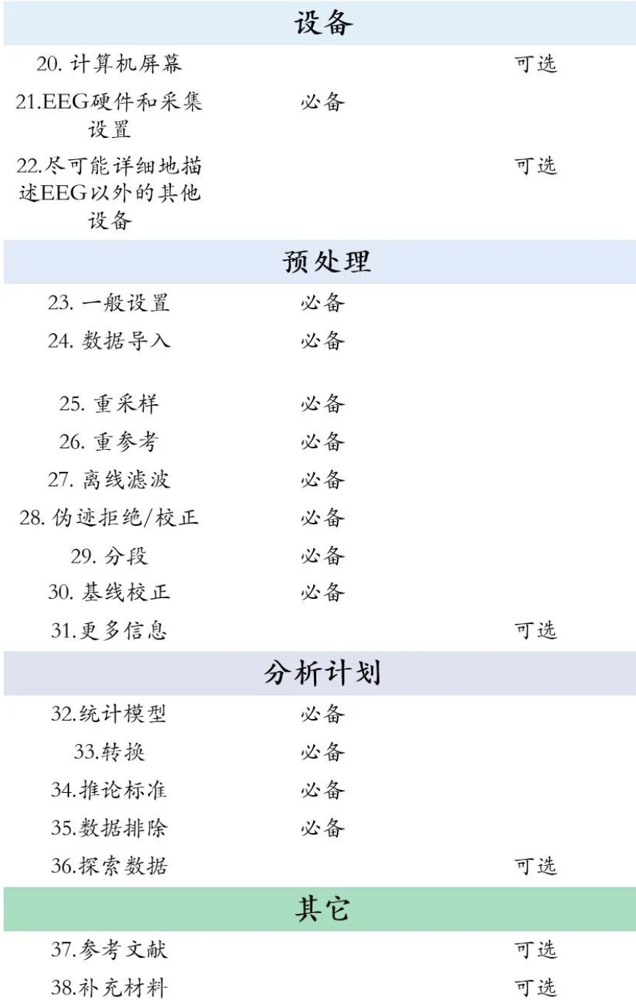 设备
20. 计算机屏幕 可选
21.EEG硬件和采集 必备
设置
22.尽可能详细地描 可选
述EEG以外的其他
设备
预处理
23. 一般设置 必备
24. 数据导入 必备
25. 重采样 必备
26. 重参考 必备
27. 离线滤波 必备
28. 伪迹拒绝/校正 必备
29. 分段 必备
30. 基线校正 必备
31.更多信息 可选
分析计划
32.统计模型 必备
33.转换 必备
34.推论标准 必备
35.数据排除 必备
36.探索数据 可选
其它
37.参考文献 可选
38.补充材料 可选